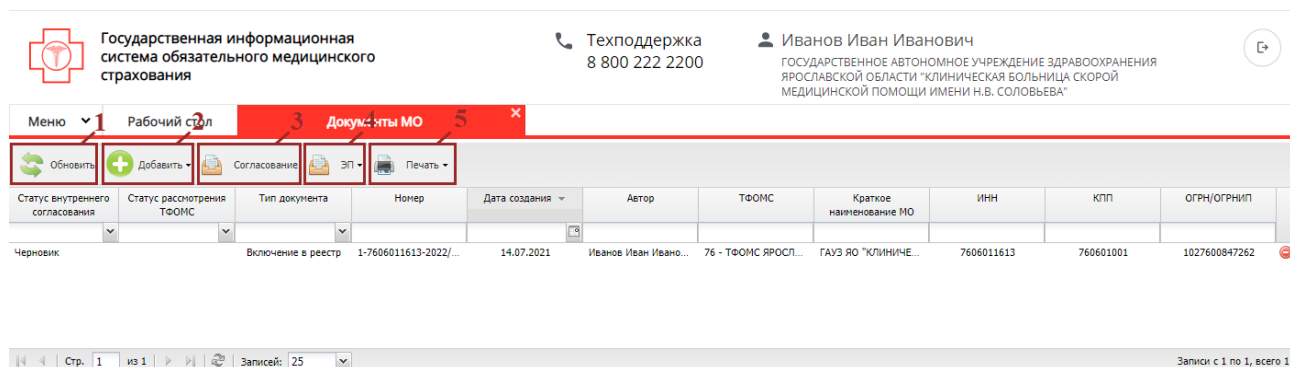 Государственная информационная
система обязательного медицинского
страхования
Техподдержка
8 800 222 2200
Иванов Иван Иванович
ГОСУДАРСТВЕННОЕ АВТОНОМНОЕ УЧРЕЖДЕНИЕ ЗДРАВООХРАНЕНИЯ
ЯРОСЛАВСКОЙ ОБЛАСТИ "КЛИНИЧЕСКАЯ БОЛЬНИЦА СКОРОЙ
МЕДИЦИНСКОЙ ПОМОЩИ ИМЕНИ Н.В. СОЛОВЬЕВА"
Меню 1 Рабочий стол 2 3 Документы МО 4 5
Обновить Добавить Согласование ЭП Печать
Статус внутреннего согласования Статус рассмотрения ТФОМС Тип документа Номер Дата создания Автор ТФОМС Краткое наименование МО ИНН КПП ОГРН/ОГРНИП
Черновик Включение в реестр 1-7606011613-2022/... 14.07.2021 Иванов Иван Ивано... 76 - ТФОМС ЯРОСЛ... ГАУЗ ЯО "КЛИНИЧЕ... 7606011613 760601001 1027600847262
Стр. 1 из 1 Записей: 25 Записи с 1 по 1, всего 1